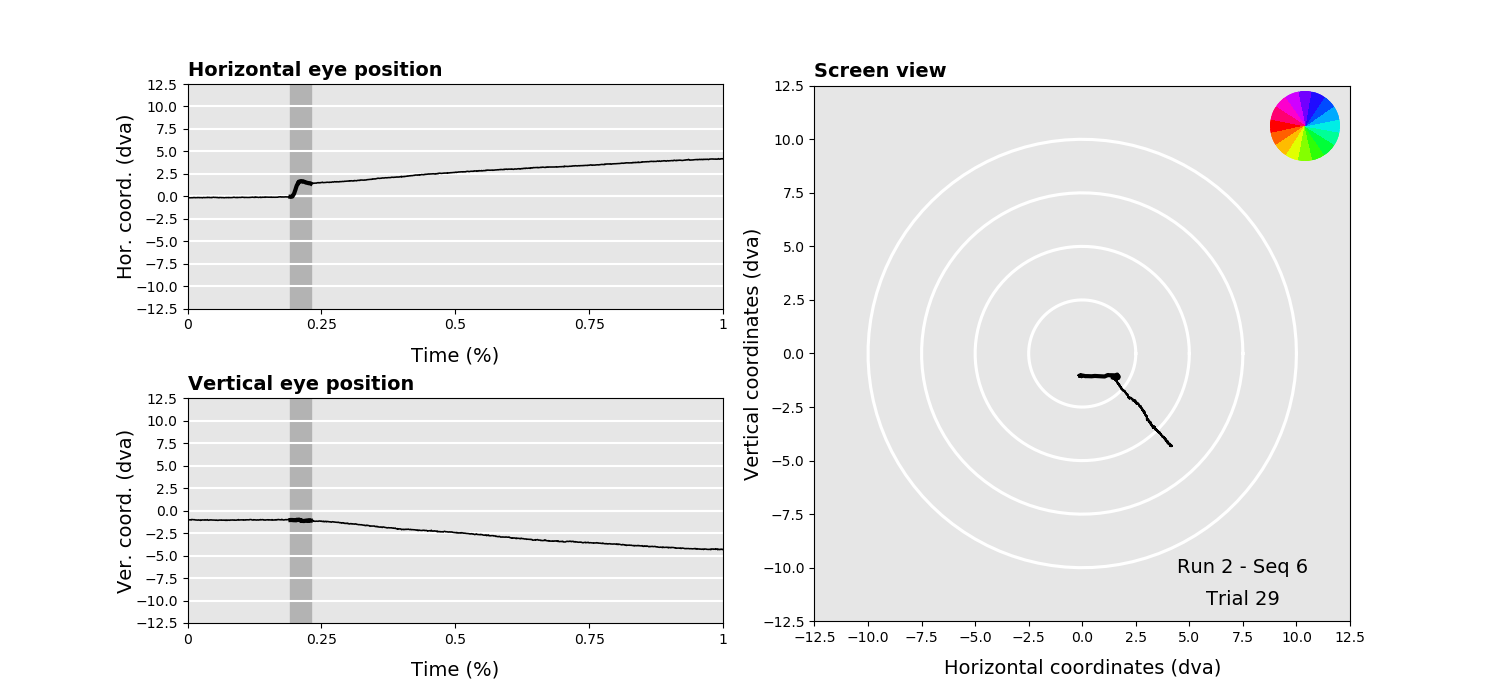 Horizontal eye position
Hor. coord. (dva)
12.5
10.0
7.5
5.0
2.5
0.0
−2.5
−5.0
−7.5
−10.0
−12.5
0 0.25 0.5 0.75 1
Time (%)
Vertical eye position
Ver. coord. (dva)
12.5
10.0
7.5
5.0
2.5
0.0
−2.5
−5.0
−7.5
−10.0
−12.5
0 0.25 0.5 0.75 1
Time (%)
Screen view
Vertical coordinates (dva)
12.5
10.0
7.5
5.0
2.5
0.0
−2.5
−5.0
−7.5
−10.0
−12.5
Run 2 - Seq 6
Trial 29
−12.5 −10.0 −7.5 −5.0 −2.5 0.0 2.5 5.0 7.5 10.0 12.5
Horizontal coordinates (dva)